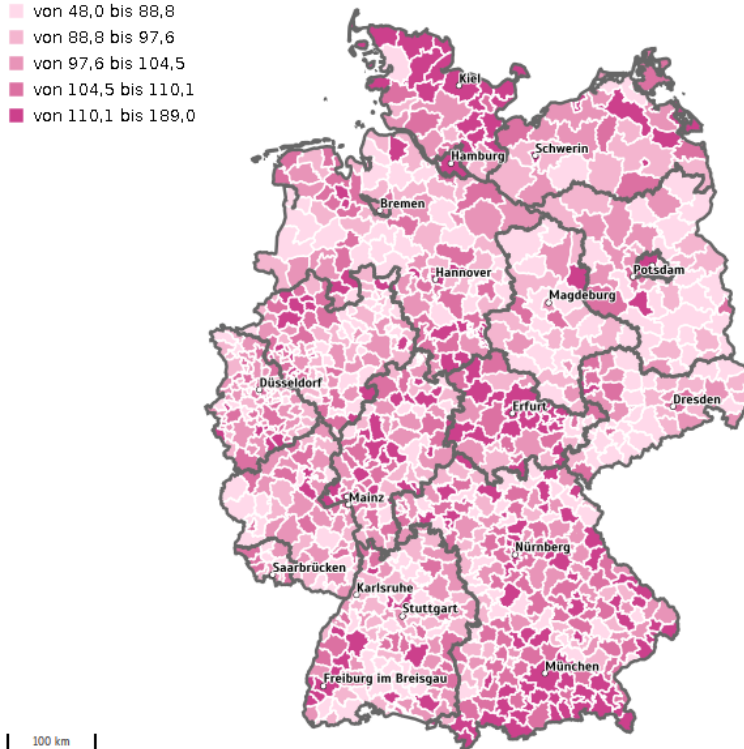 von 48,0 bis 88,8
von 88,8 bis 97,6
von 97,6 bis 104,5
von 104,5 bis 110,1
von 110,1 bis 189,0
Kiel
Hamburg
Schwerin
Bremen
Hannover
Potsdam
Magdeburg
Düsseldorf
Erfurt
Dresden
Mainz
Nürnberg
Saarbrücken
Karlsruhe
Stuttgart
München
Freiburg im Breisgau
100 km